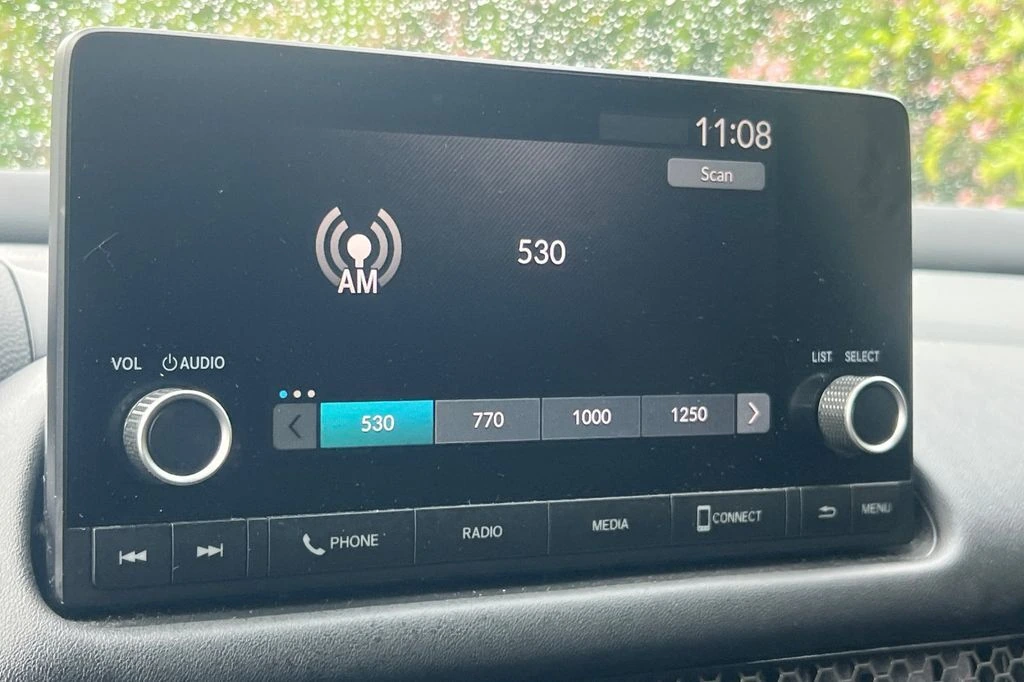 11:08
Scan
AM
530
VOL AUDIO
LIST SELECT
530 770 1000 1250
PHONE RADIO MEDIA CONNECT MENU